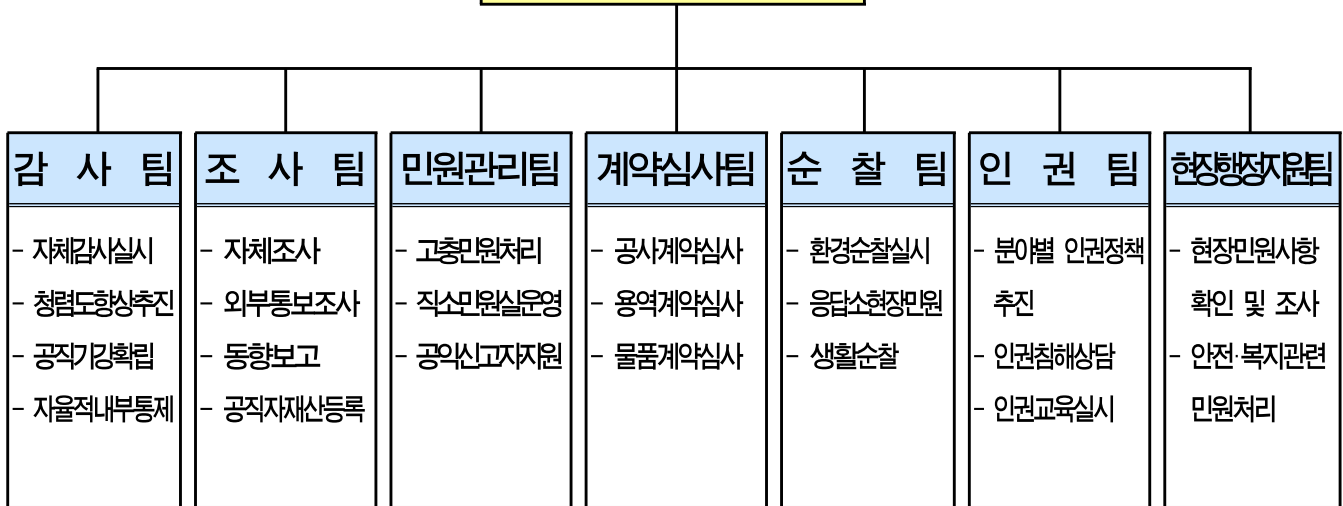 감 사 팀
- 자체감사실시
- 청렴도향상추진
- 공직기강확립
- 자율적내부통제
조 사 팀
- 자체조사
- 외부통보조사
- 동향보고
- 공직자재산등록
민원관리팀
- 고충민원처리
- 직소민원실운영
- 공익신고자지원
계약심사팀
- 공사계약심사
- 용역계약심사
- 물품계약심사
순 찰 팀
- 환경순찰실시
- 응답소현장민원
- 생활순찰
인 권 팀
- 분야별 인권정책
추진
- 인권침해상담
- 인권교육실시
현장행정지원팀
- 현장민원사항
확인 및 조사
- 안전·복지관련
민원처리